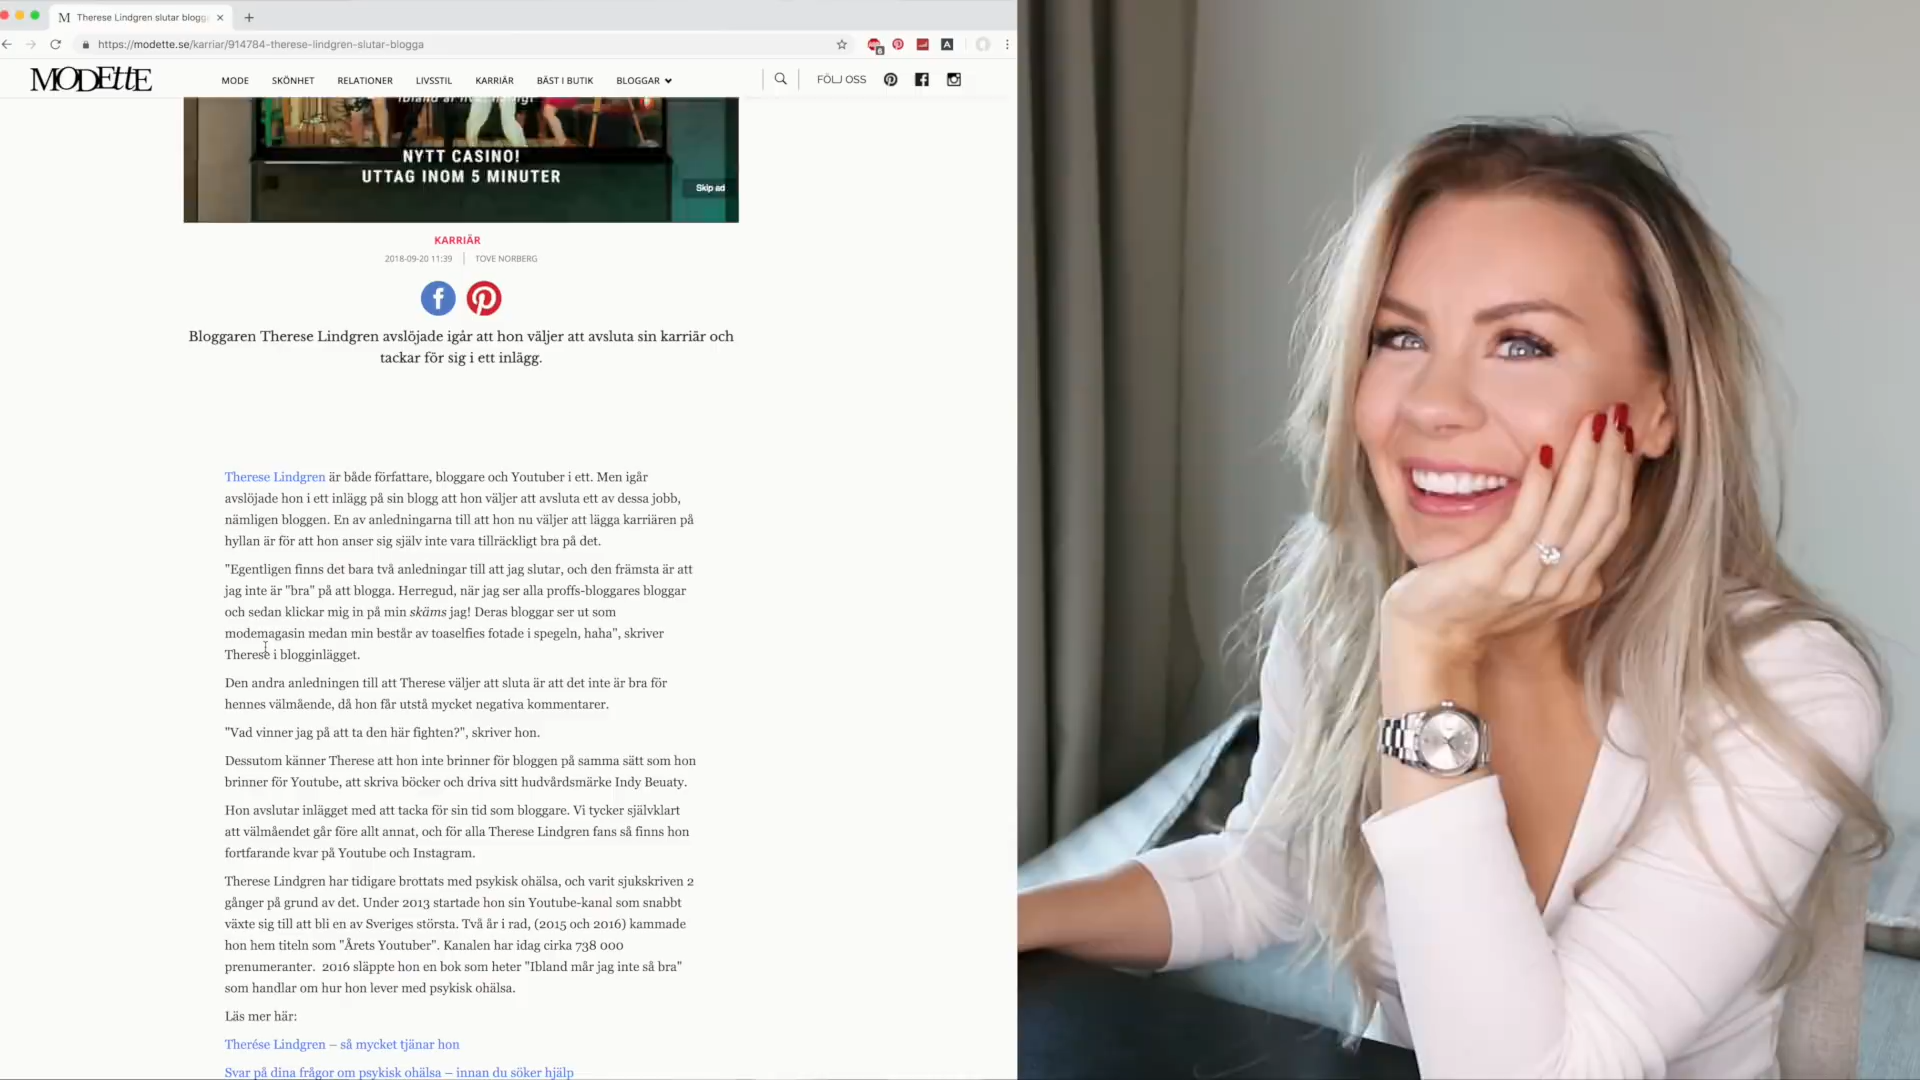 Therese Lindgren slutar blogg
https://modette.se/karriar/914784-therese-lindgren-slutar-blogga
MODETTE
MODE SKÖNHET RELATIONER LIVSSTIL KARRIÄR BÄST I BUTIK BLOGGAR FÖLJ OSS
NYTT CASINO!
UTTAG INOM 5 MINUTER
Skip ad
KARRIÄR
2018-09-20 11:39 | TOVE NORBERG
Bloggaren Therese Lindgren avslöjade igår att hon väljer att avsluta sin karriär och
tackar för sig i ett inlägg.
Therese Lindgren är både författare, bloggare och Youtuber i ett. Men igår
avslöjade hon i ett inlägg på sin blogg att hon väljer att avsluta ett av dessa jobb,
nämligen bloggen. En av anledningarna till att hon nu väljer att lägga karriären på
hyllan är för att hon anser sig själv inte vara tillräckligt bra på det.
"Egentligen finns det bara två anledningar till att jag slutar, och den främsta är att
jag inte är "bra" på att blogga. Herregud, när jag ser alla proffs-bloggares bloggar
och sedan klickar mig in på min skäms jag! Deras bloggar ser ut som
modemagasin medan min består av toaselfies fotade i spegeln, haha", skriver
Therese i blogginlägget.
Den andra anledningen till att Therese väljer att sluta är att det inte är bra för
hennes välmående, då hon får utstå mycket negativa kommentarer.
"Vad vinner jag på att ta den här fighten?", skriver hon.
Dessutom känner Therese att hon inte brinner för bloggen på samma sätt som hon
brinner för Youtube, att skriva böcker och driva sitt hudvårdsmärke Indy Beuaty.
Hon avslutar inlägget med att tacka för sin tid som bloggare. Vi tycker självklart
att välmåendet går före allt annat, och för alla Therese Lindgren fans så finns hon
fortfarande kvar på Youtube och Instagram.
Therese Lindgren har tidigare brottats med psykisk ohälsa, och varit sjukskriven 2
gånger på grund av det. Under 2013 startade hon sin Youtube-kanal som snabbt
växte sig till att bli en av Sveriges största. Två år i rad, (2015 och 2016) kammade
hon hem titeln som "Årets Youtuber". Kanalen har idag cirka 738 000
prenumeranter. 2016 släppte hon en bok som heter "Ibland mår jag inte så bra"
som handlar om hur hon lever med psykisk ohälsa.
Läs mer här:
Therése Lindgren – så mycket tjänar hon
Svar på dina frågor om psykisk ohälsa – innan du söker hjälp